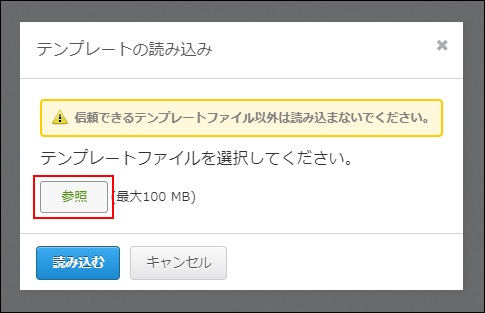 テンプレートの読み込み
×
信頼できるテンプレートファイル以外は読み込まないでください。
テンプレートファイルを選択してください。
参照 (最大100 MB)
読み込む キャンセル